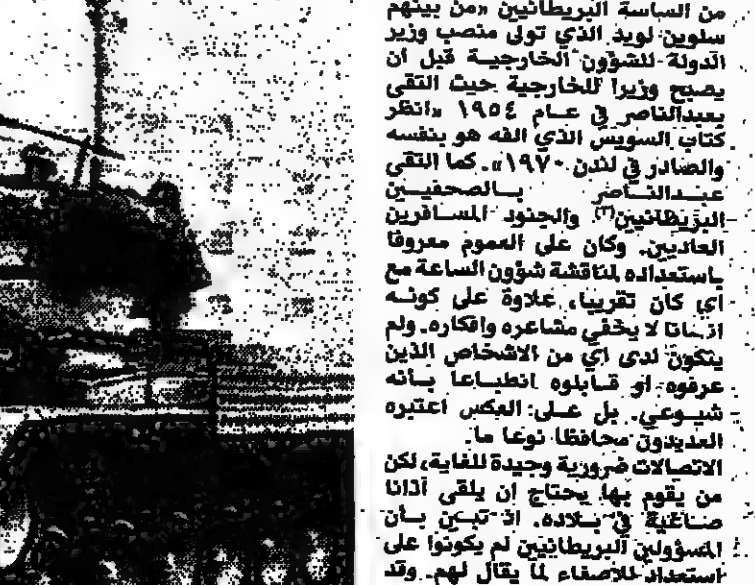 من الساسة البريطانيين «من بينهم
سلوين لويد الذي تولى منصب وزير
الدولة للشؤون الخارجية قبل أن
يصبح وزيرا للخارجية حيث التقى
بعبدالناصر في عام ١٩٥٤ «انظر
كتاب السويس الذي الفه هو بنفسه
والصادر في لندن ١٩٧٠». كما التقى
عبدالناصر بالصحفيين
البريطانيين(٣) والجنود المسافرين
العاديين. وكان على العموم معروفا
باستعداده لمناقشة شؤون الساعة مع
اي كان تقريبا، علاوة على كونه
انسانا لا يخفي مشاعره وافكاره. ولم
يتكون لدى اي من الاشخاص الذين
عرفوه او قابلوه انطباعا بأنه
شيوعي. بل على العكس اعتبره
العديدون محافظا نوعا ما.
الاتصالات ضرورية وجيدة للغاية، لكن
من يقوم بها يحتاج ان يلقى آذانا
صاغية في بلاده. اذ تبين بأن
المسؤولين البريطانيين لم يكونوا على
استعداد للاصغاء لما يقال لهم. وقد